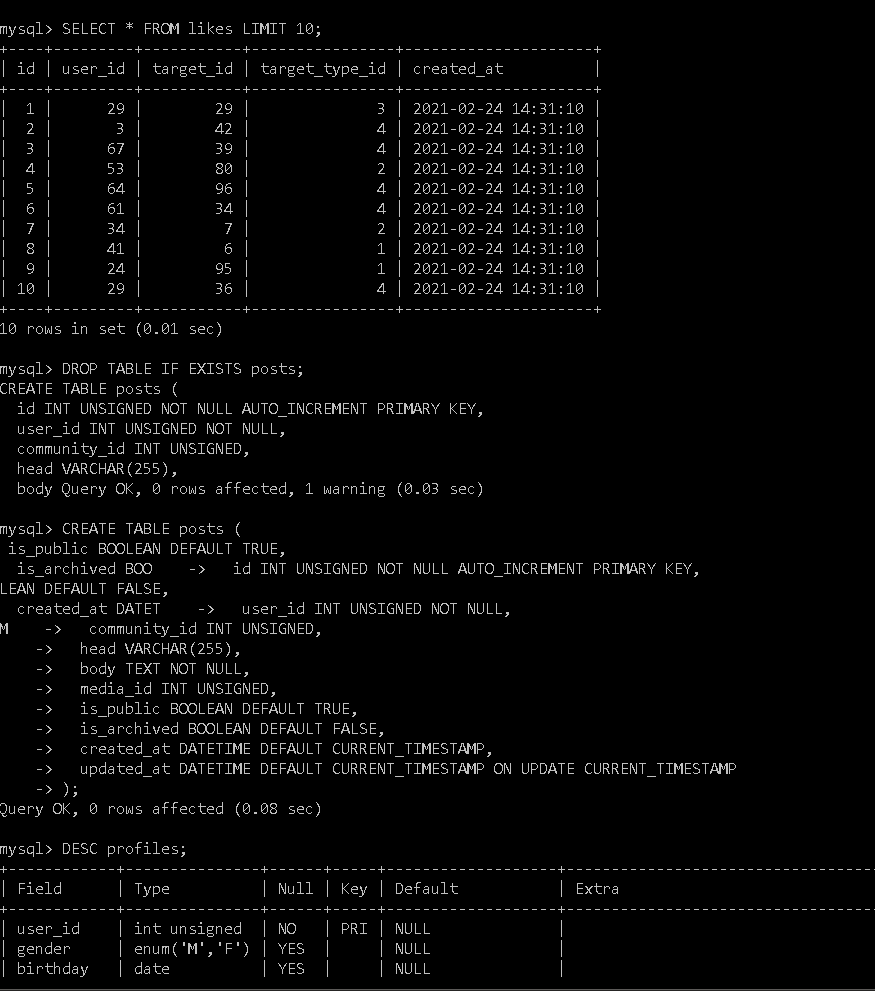 mysql> SELECT * FROM likes LIMIT 10;
+----+---------+-----------+----------------+---------------------+
| id | user_id | target_id | target_type_id | created_at          |
+----+---------+-----------+----------------+---------------------+
|  1 |      29 |        29 |              3 | 2021-02-24 14:31:10 |
|  2 |       3 |        42 |              4 | 2021-02-24 14:31:10 |
|  3 |      67 |        39 |              4 | 2021-02-24 14:31:10 |
|  4 |      53 |        80 |              2 | 2021-02-24 14:31:10 |
|  5 |      64 |        96 |              4 | 2021-02-24 14:31:10 |
|  6 |      61 |        34 |              4 | 2021-02-24 14:31:10 |
|  7 |      34 |         7 |              2 | 2021-02-24 14:31:10 |
|  8 |      41 |         6 |              1 | 2021-02-24 14:31:10 |
|  9 |      24 |        95 |              1 | 2021-02-24 14:31:10 |
| 10 |      29 |        36 |              4 | 2021-02-24 14:31:10 |
+----+---------+-----------+----------------+---------------------+
10 rows in set (0.01 sec)
mysql> DROP TABLE IF EXISTS posts;
CREATE TABLE posts (
  id INT UNSIGNED NOT NULL AUTO_INCREMENT PRIMARY KEY,
  user_id INT UNSIGNED NOT NULL,
  community_id INT UNSIGNED,
  head VARCHAR(255),
  body Query OK, 0 rows affected, 1 warning (0.03 sec)
mysql> CREATE TABLE posts (
 is_public BOOLEAN DEFAULT TRUE,
  is_archived BOO    ->   id INT UNSIGNED NOT NULL AUTO_INCREMENT PRIMARY KEY,
LEAN DEFAULT FALSE,
  created_at DATET    ->   user_id INT UNSIGNED NOT NULL,
M    ->   community_id INT UNSIGNED,
    ->   head VARCHAR(255),
    ->   body TEXT NOT NULL,
    ->   media_id INT UNSIGNED,
    ->   is_public BOOLEAN DEFAULT TRUE,
    ->   is_archived BOOLEAN DEFAULT FALSE,
    ->   created_at DATETIME DEFAULT CURRENT_TIMESTAMP,
    ->   updated_at DATETIME DEFAULT CURRENT_TIMESTAMP ON UPDATE CURRENT_TIMESTAMP
    -> );
Query OK, 0 rows affected (0.08 sec)
mysql> DESC profiles;
| Field      | Type          | Null | Key | Default           | Extra
| user_id    | int unsigned  | NO   | PRI | NULL              |
| gender     | enum('M','F') | YES  |     | NULL              |
| birthday   | date          | YES  |     | NULL              |